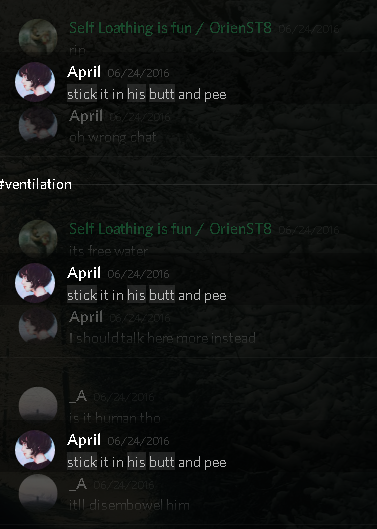 Self Loathing is fun / OrienST8 06/24/2016
rip
April 06/24/2016
stick it in his butt and pee
April 06/24/2016
oh wrong chat
#ventilation
Self Loathing is fun / OrienST8 06/24/2016
its free water
April 06/24/2016
stick it in his butt and pee
April 06/24/2016
I should talk here more instead
_A 06/24/2016
is it human tho
April 06/24/2016
stick it in his butt and pee
_A 06/24/2016
itll disembowel him